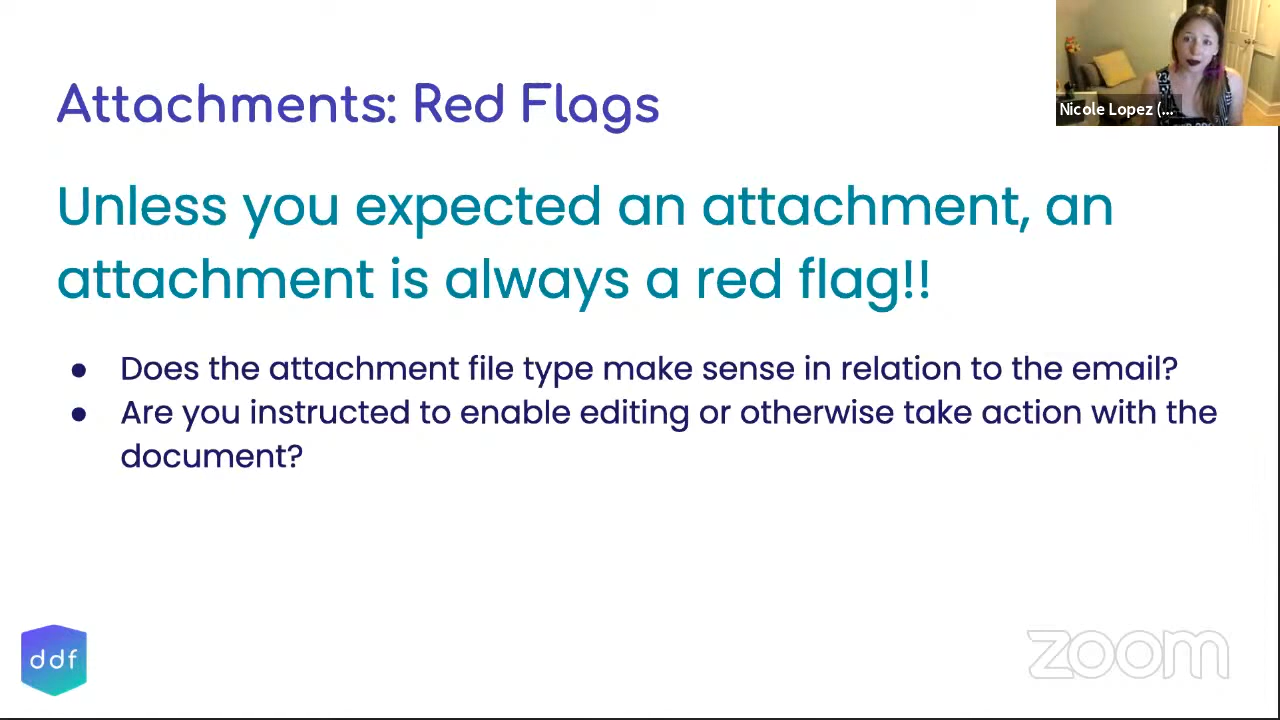 Attachments: Red Flags
Nicole Lopez (...
Unless you expected an attachment, an
attachment is always a red flag!!
● Does the attachment file type make sense in relation to the email?
● Are you instructed to enable editing or otherwise take action with the
document?
ddf
zoom